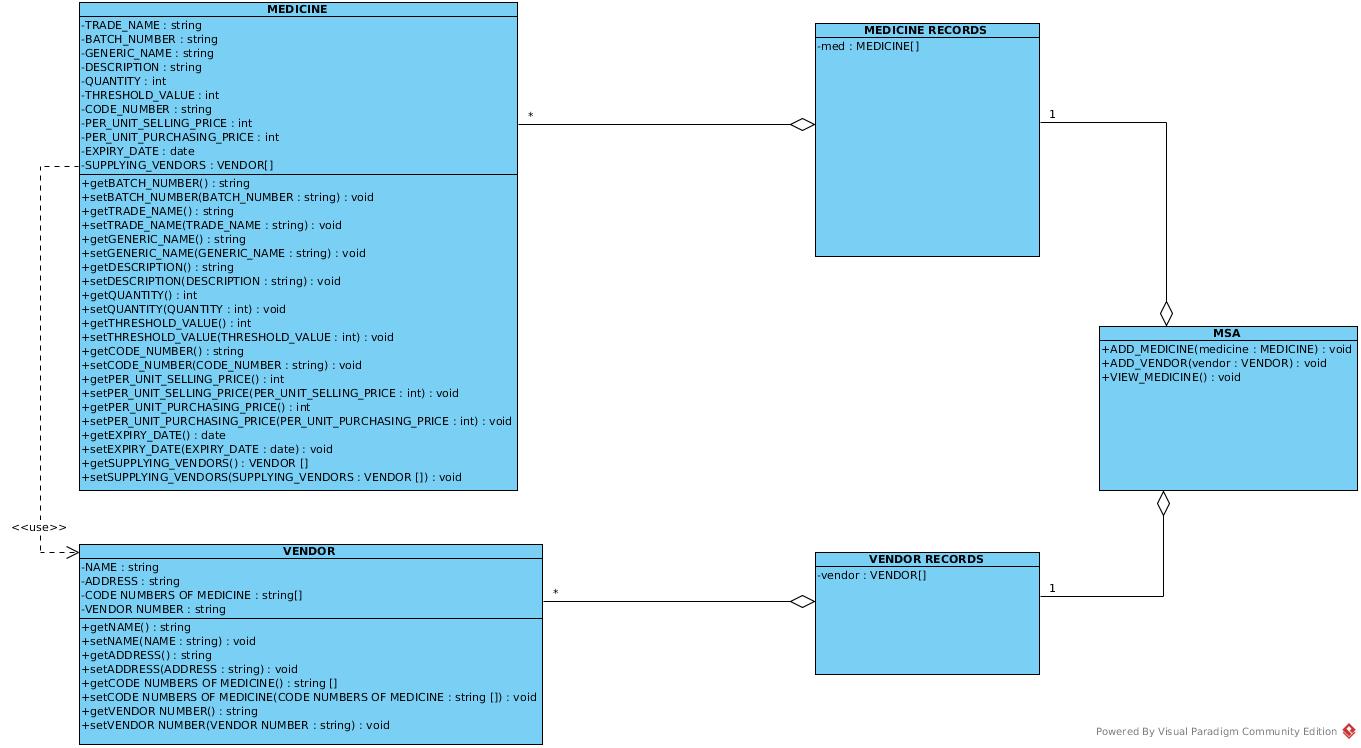 MEDICINE
-TRADE_NAME : string
-BATCH_NUMBER : string
-GENERIC_NAME : string
-DESCRIPTION : string
-QUANTITY : int
-THRESHOLD_VALUE : int
-CODE_NUMBER : string
-PER_UNIT_SELLING_PRICE : int
-PER_UNIT_PURCHASING_PRICE : int
-EXPIRY_DATE : date
-SUPPLYING_VENDORS : VENDOR[]
+getBATCH_NUMBER() : string
+setBATCH_NUMBER(BATCH_NUMBER : string) : void
+getTRADE_NAME() : string
+setTRADE_NAME(TRADE_NAME : string) : void
+getGENERIC_NAME() : string
+setGENERIC_NAME(GENERIC_NAME : string) : void
+getDESCRIPTION() : string
+setDESCRIPTION(DESCRIPTION : string) : void
+getQUANTITY() : int
+setQUANTITY(QUANTITY : int) : void
+getTHRESHOLD_VALUE() : int
+setTHRESHOLD_VALUE(THRESHOLD_VALUE : int) : void
+getCODE_NUMBER() : string
+setCODE_NUMBER(CODE_NUMBER : string) : void
+getPER_UNIT_SELLING_PRICE() : int
+setPER_UNIT_SELLING_PRICE(PER_UNIT_SELLING_PRICE : int) : void
+getPER_UNIT_PURCHASING_PRICE() : int
+setPER_UNIT_PURCHASING_PRICE(PER_UNIT_PURCHASING_PRICE : int) : void
+getEXPIRY_DATE() : date
+setEXPIRY_DATE(EXPIRY_DATE : date) : void
+getSUPPLYING_VENDORS() : VENDOR []
+setSUPPLYING_VENDORS(SUPPLYING_VENDORS : VENDOR []) : void
*
MEDICINE RECORDS
-med : MEDICINE[]
1
MSA
+ADD_MEDICINE(medicine : MEDICINE) : void
+ADD_VENDOR(vendor : VENDOR) : void
+VIEW_MEDICINE() : void
<<use>>
VENDOR
-NAME : string
-ADDRESS : string
-CODE NUMBERS OF MEDICINE : string[]
-VENDOR NUMBER : string
+getNAME() : string
+setNAME(NAME : string) : void
+getADDRESS() : string
+setADDRESS(ADDRESS : string) : void
+getCODE NUMBERS OF MEDICINE() : string []
+setCODE NUMBERS OF MEDICINE(CODE NUMBERS OF MEDICINE : string []) : void
+getVENDOR NUMBER() : string
+setVENDOR NUMBER(VENDOR NUMBER : string) : void
*
VENDOR RECORDS
-vendor : VENDOR[]
1
Powered By Visual Paradigm Community Edition